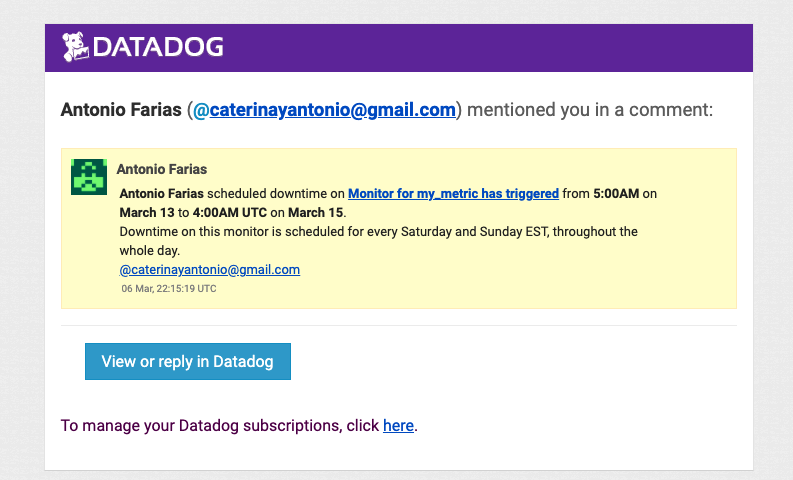 DATADOG
Antonio Farias (@caterinayantonio@gmail.com) mentioned you in a comment:
Antonio Farias
Antonio Farias scheduled downtime on Monitor for my_metric has triggered from 5:00AM on
March 13 to 4:00AM UTC on March 15.
Downtime on this monitor is scheduled for every Saturday and Sunday EST, throughout the
whole day.
@caterinayantonio@gmail.com
06 Mar, 22:15:19 UTC
View or reply in Datadog
To manage your Datadog subscriptions, click here.